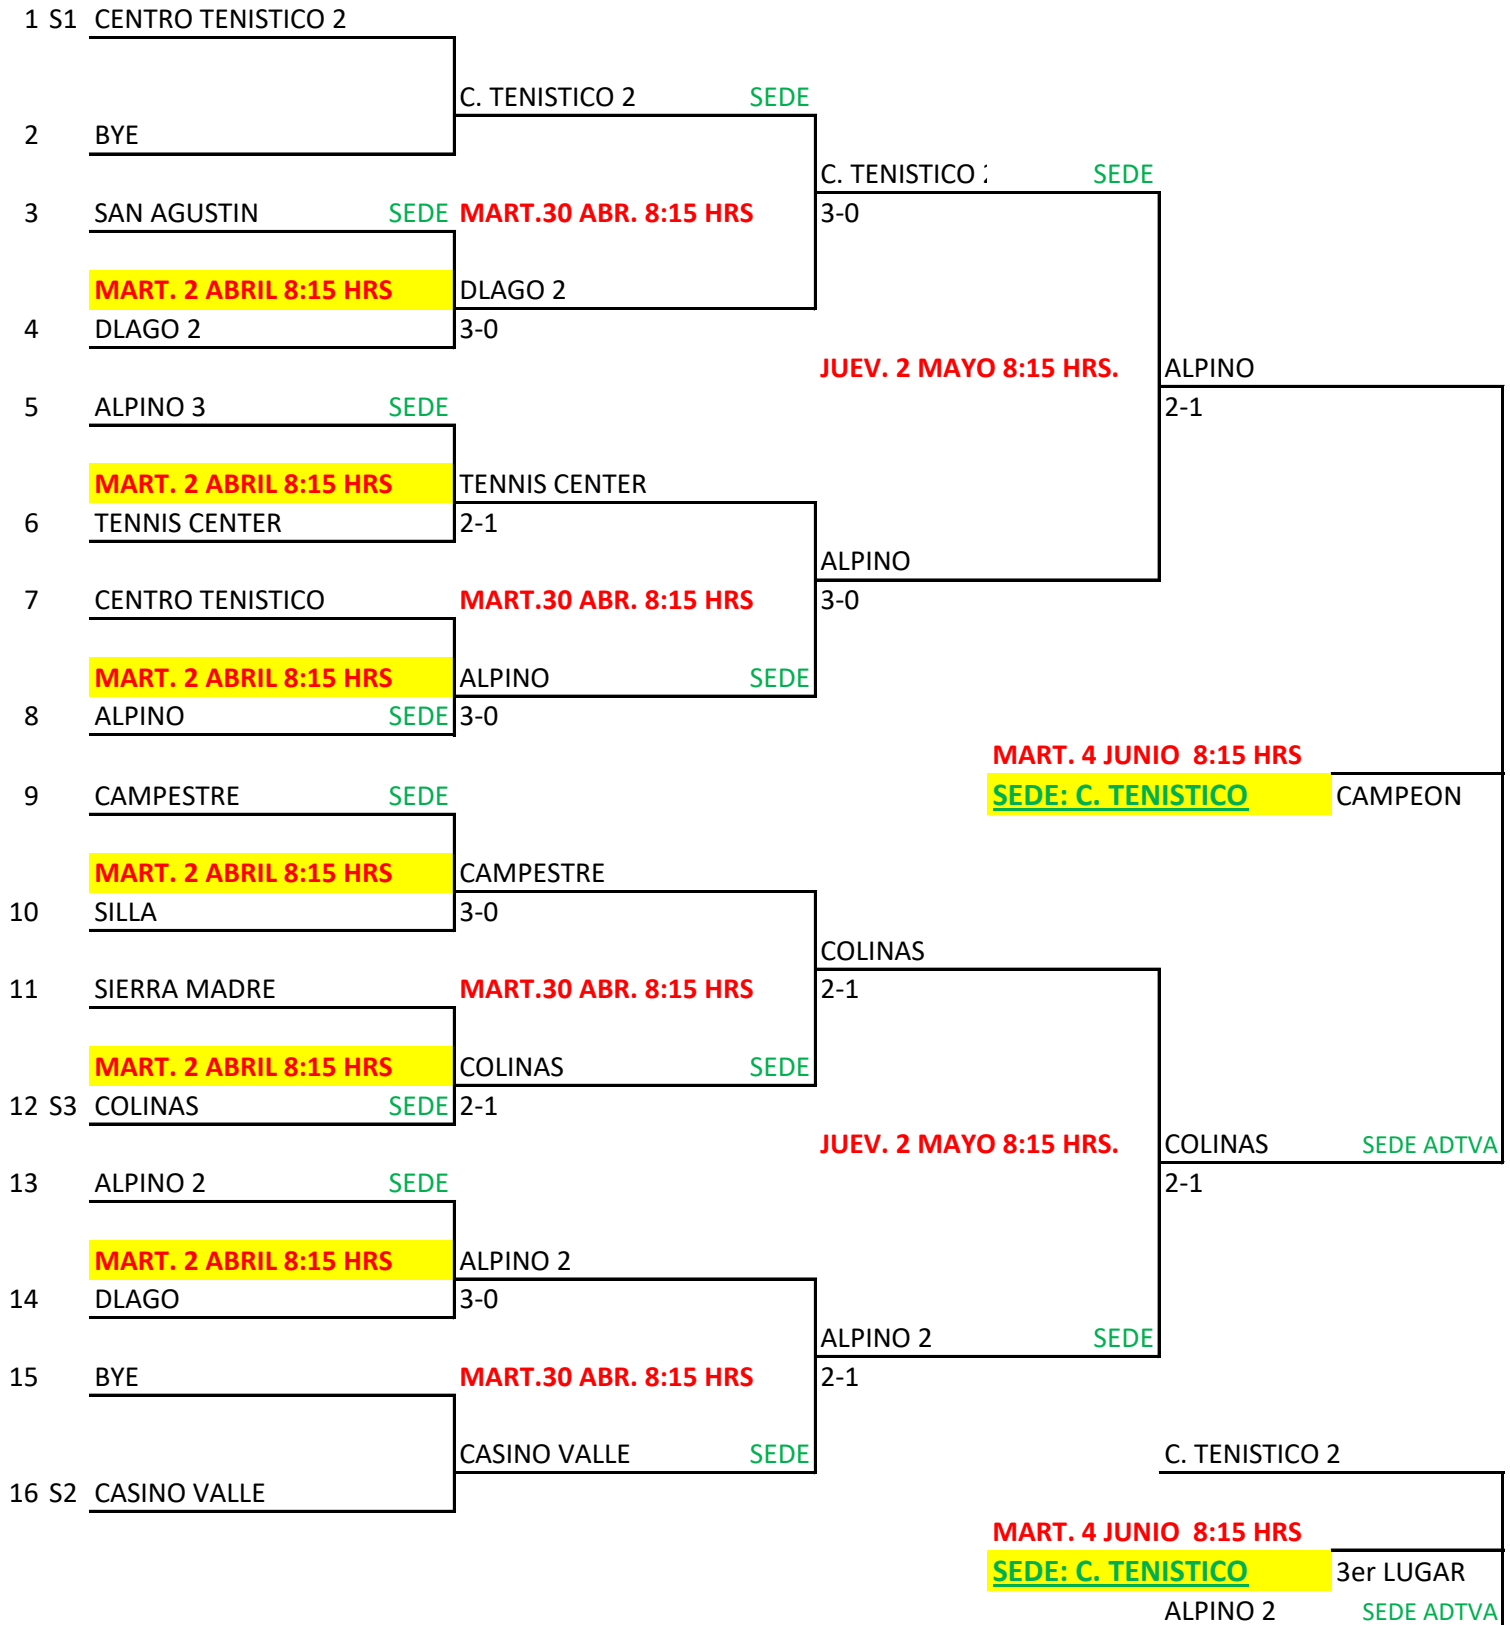 1 S1 CENTRO TENISTICO 2
C. TENISTICO 2 SEDE
2 BYE
C. TENISTICO 2 SEDE
3 SAN AGUSTIN SEDE MART.30 ABR. 8:15 HRS 3-0
MART. 2 ABRIL 8:15 HRS DLAGO 2
4 DLAGO 2 3-0
JUEV. 2 MAYO 8:15 HRS. ALPINO
5 ALPINO 3 SEDE 2-1
MART. 2 ABRIL 8:15 HRS TENNIS CENTER
6 TENNIS CENTER 2-1
ALPINO
7 CENTRO TENISTICO MART.30 ABR. 8:15 HRS 3-0
MART. 2 ABRIL 8:15 HRS ALPINO SEDE
8 ALPINO SEDE 3-0
MART. 4 JUNIO 8:15 HRS
9 CAMPESTRE SEDE SEDE: C. TENISTICO CAMPEON
MART. 2 ABRIL 8:15 HRS CAMPESTRE
10 SILLA 3-0
COLINAS
11 SIERRA MADRE MART.30 ABR. 8:15 HRS 2-1
MART. 2 ABRIL 8:15 HRS COLINAS SEDE
12 S3 COLINAS SEDE 2-1
JUEV. 2 MAYO 8:15 HRS. COLINAS SEDE ADTVA
13 ALPINO 2 SEDE 2-1
MART. 2 ABRIL 8:15 HRS ALPINO 2
14 DLAGO 3-0
ALPINO 2 SEDE
15 BYE MART.30 ABR. 8:15 HRS 2-1
CASINO VALLE SEDE C. TENISTICO 2
16 S2 CASINO VALLE
MART. 4 JUNIO 8:15 HRS
SEDE: C. TENISTICO 3er LUGAR
ALPINO 2 SEDE ADTVA